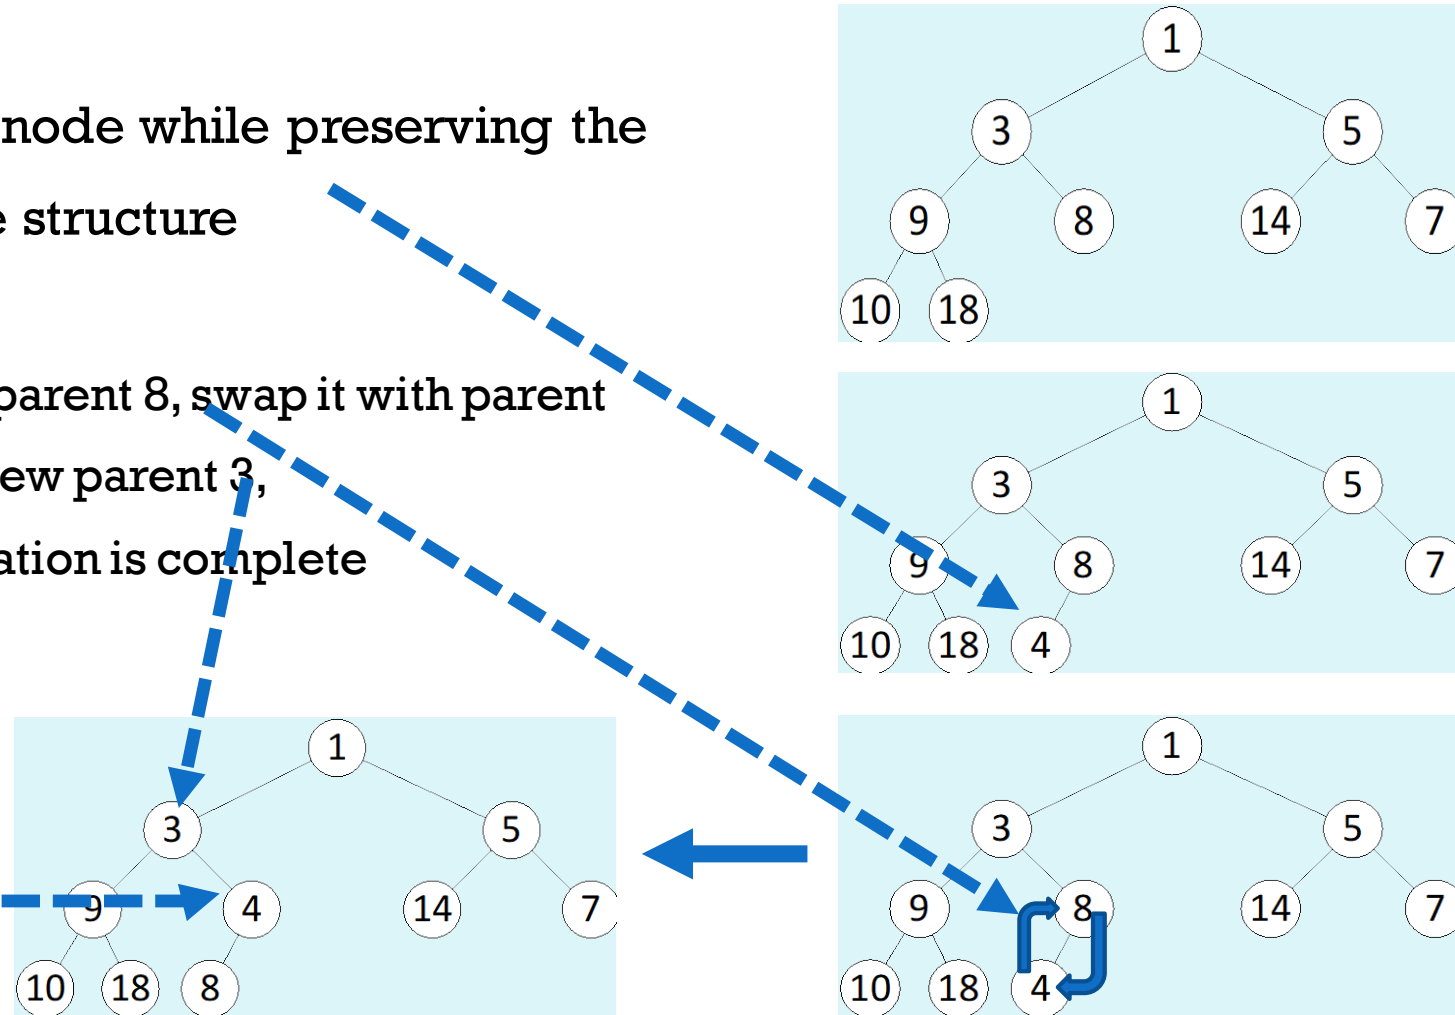 node while preserving the
e structure
parent 8, swap it with parent
ew parent 3,
ation is complete
1
3 5
9 8 14 7
10 18
1
3 5
9 8 14 7
10 18 4
1
3 5
9 4 14 7
10 18 8
1
3 5
9 8 14 7
10 18 4